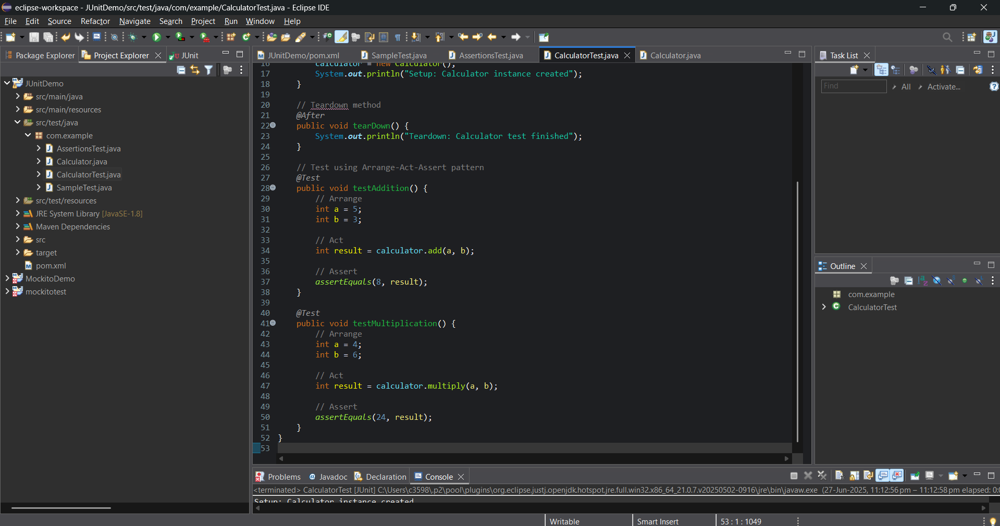 eclipse-workspace - JUnitDemo/src/test/java/com/example/CalculatorTest.java - Eclipse IDE
File Edit Source Refactor Navigate Search Project Run Window Help
Package Explorer Project Explorer JUnit
JUnitDemo
src/main/java
src/main/resources
src/test/java
com.example
AssertionsTest.java
Calculator.java
CalculatorTest.java
SampleTest.java
src/test/resources
JRE System Library [JavaSE-1.8]
Maven Dependencies
src
target
pom.xml
MockitoDemo
mockitotest
JUnitDemo/pom.xml SampleTest.java AssertionsTest.java CalculatorTest.java Calculator.java
16 calculator = new Calculator();
17 System.out.println("Setup: Calculator instance created");
18 }
19
20 // Teardown method
21 @After
22 public void tearDown() {
23 System.out.println("Teardown: Calculator test finished");
24 }
25
26 // Test using Arrange-Act-Assert pattern
27 @Test
28 public void testAddition() {
29 // Arrange
30 int a = 5;
31 int b = 3;
32
33 // Act
34 int result = calculator.add(a, b);
35
36 // Assert
37 assertEquals(8, result);
38 }
39
40 @Test
41 public void testMultiplication() {
42 // Arrange
43 int a = 4;
44 int b = 6;
45
46 // Act
47 int result = calculator.multiply(a, b);
48
49 // Assert
50 assertEquals(24, result);
51 }
52 }
53
Task List
Find All Activate...
Outline
com.example
CalculatorTest
Problems Javadoc Declaration Console
<terminated> CalculatorTest [JUnit] C:\Users\c3598\.p2\pool\plugins\org.eclipse.justj.openjdk.hotspot.jre.full.win32.x86_64_21.0.7.v20250502-0916\jre\bin\javaw.exe (27-Jun-2025, 11:12:56 pm – 11:12:58 pm elapsed: 0:0
Setup: Calculator instance created
Writable Smart Insert 53 : 1 : 1049